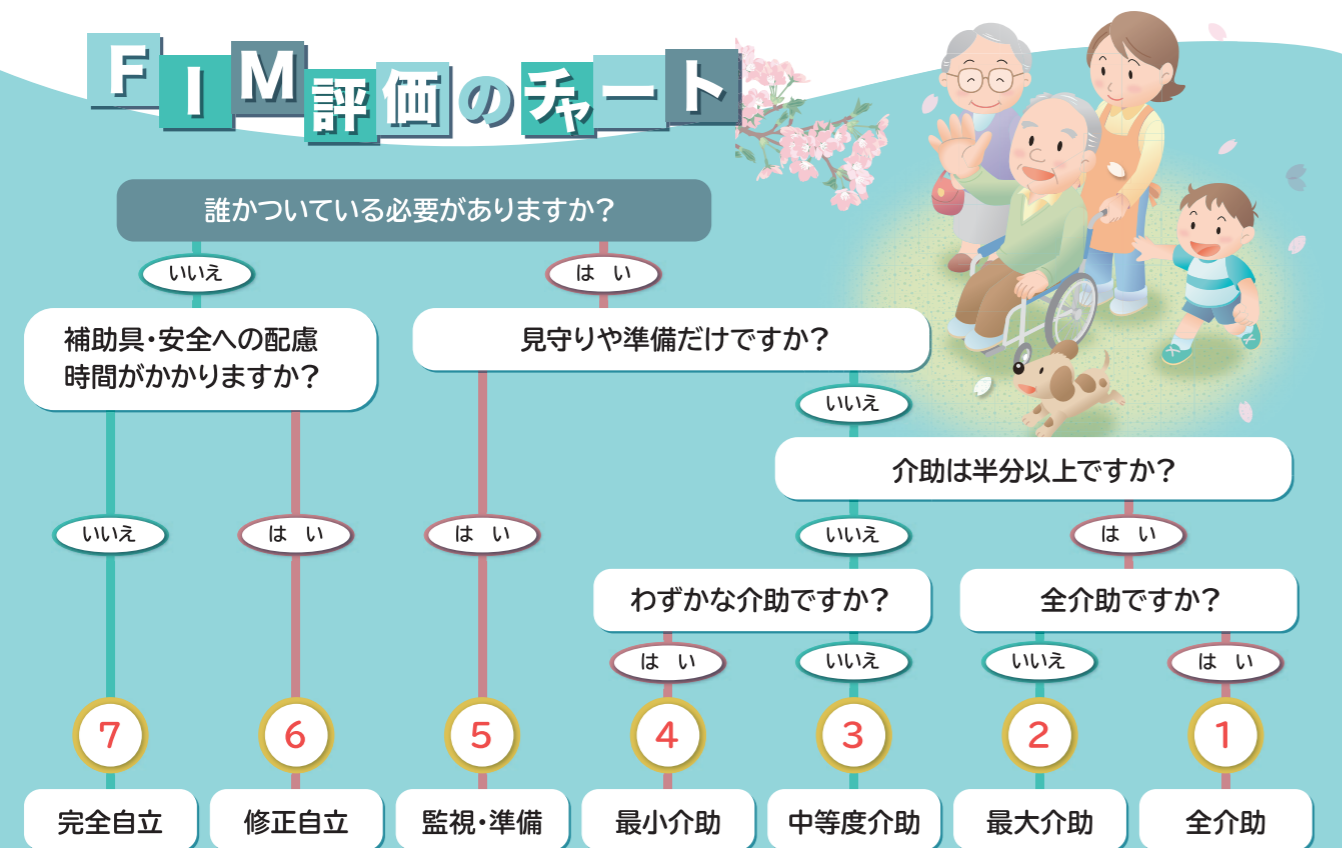 FIM評価のチャート
誰かついている必要がありますか？
いいえ
は い
補助具・安全への配慮
時間がかかりますか？
見守りや準備だけですか？
いいえ
介助は半分以上ですか？
いいえ
は い
は い
いいえ
は い
わずかな介助ですか？
全介助ですか？
は い
いいえ
いいえ
は い
7
6
5
4
3
2
1
完全自立
修正自立
監視・準備
最小介助
中等度介助
最大介助
全介助